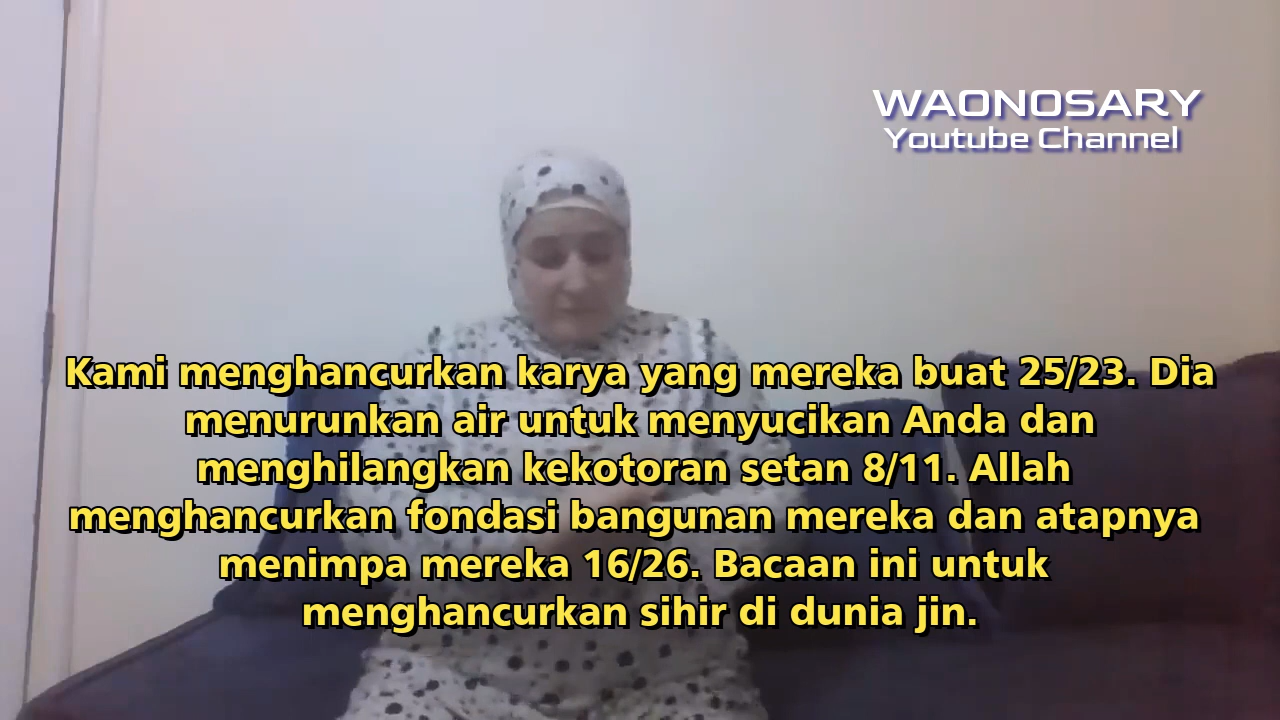 WAONOSARY
Youtube Channel
Kami menghancurkan karya yang mereka buat 25/23. Dia
menurunkan air untuk menyucikan Anda dan
menghilangkan kekotoran setan 8/11. Allah
menghancurkan fondasi bangunan mereka dan atapnya
menimpa mereka 16/26. Bacaan ini untuk
menghancurkan sihir di dunia jin.